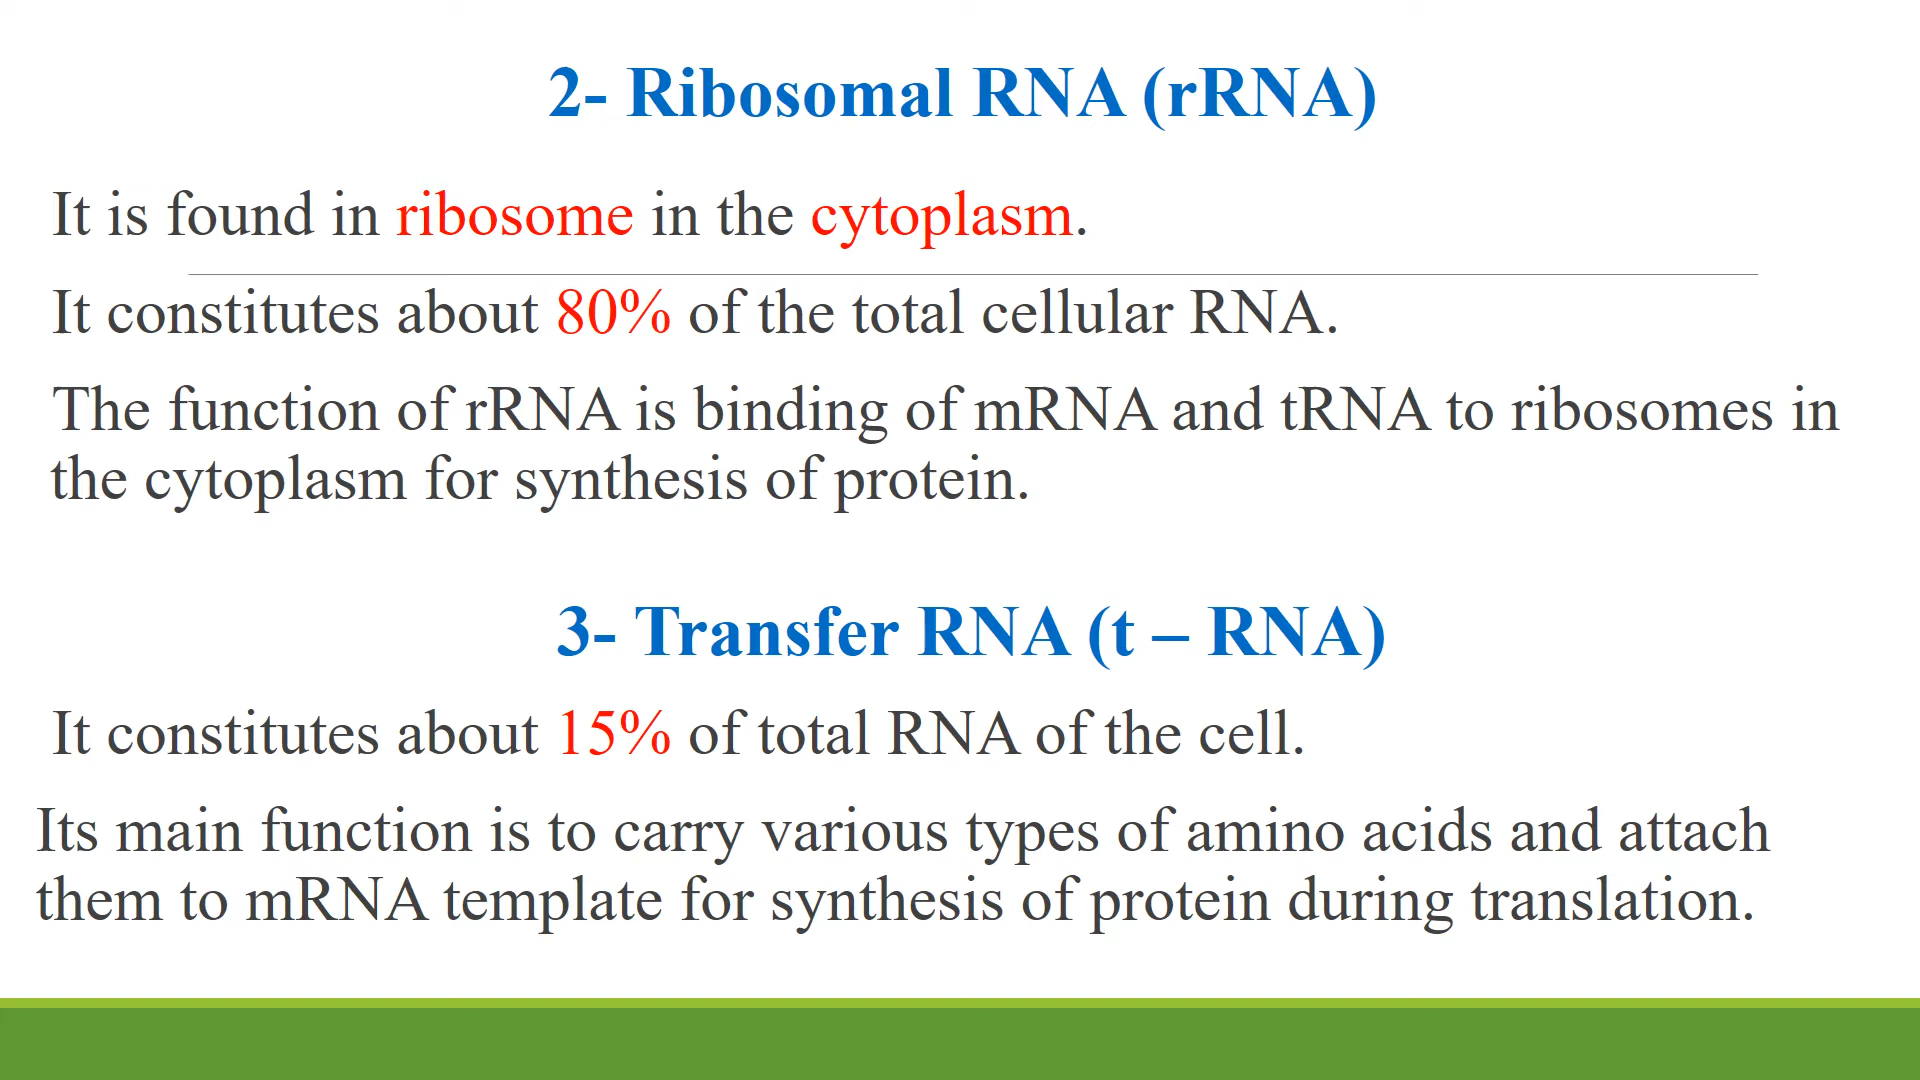 2- Ribosomal RNA (rRNA)
It is found in ribosome in the cytoplasm.
It constitutes about 80% of the total cellular RNA.
The function of rRNA is binding of mRNA and tRNA to ribosomes in
the cytoplasm for synthesis of protein.
3- Transfer RNA (t – RNA)
It constitutes about 15% of total RNA of the cell.
Its main function is to carry various types of amino acids and attach
them to mRNA template for synthesis of protein during translation.